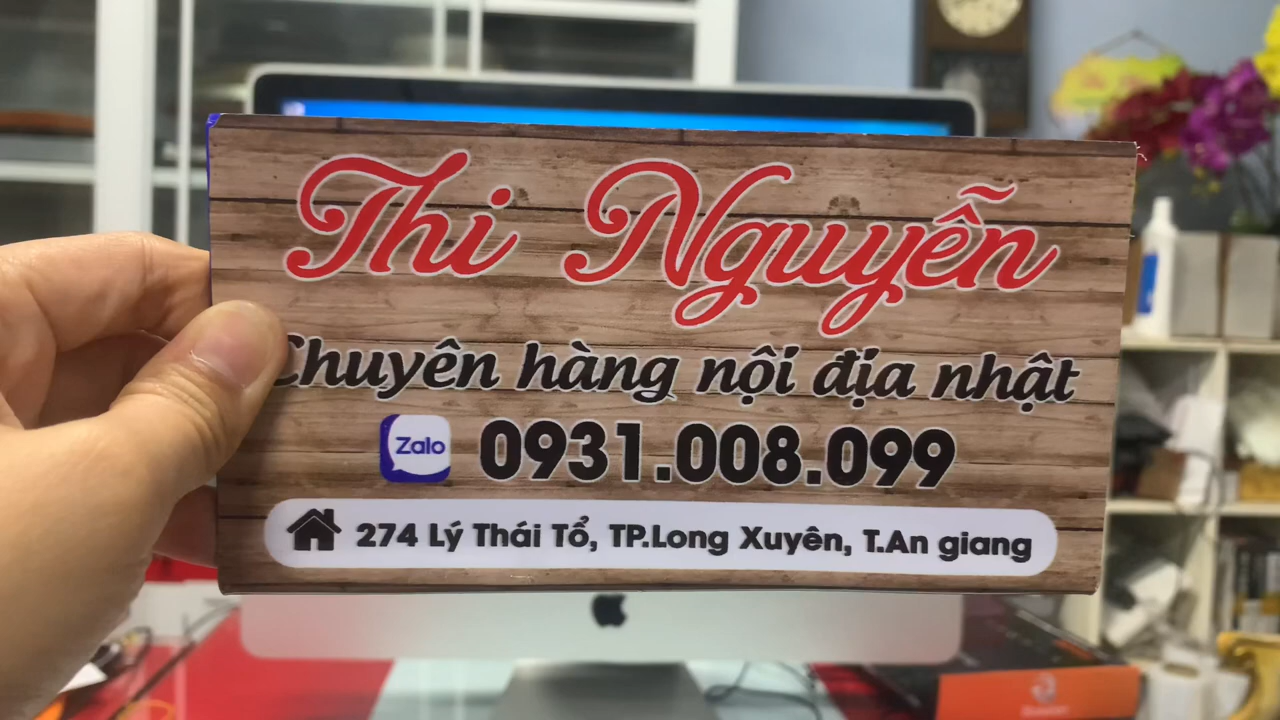 Thi Nguyễn
Chuyên hàng nội địa nhật
Zalo 0931.008.099
274 Lý Thái Tổ, TP.Long Xuyên, T.An giang